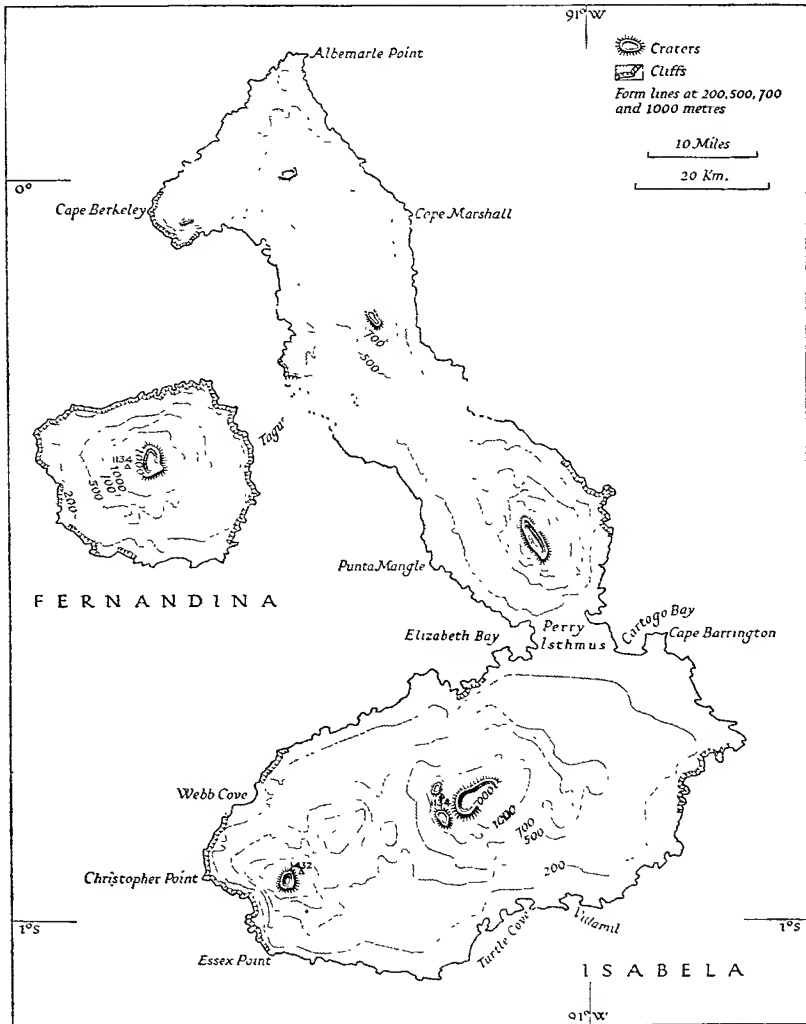 91°W
Albemarle Point
Craters
Cliffs
Form lines at 200, 500, 700
and 1000 metres
10 Miles
20 Km.
0°
Cape Berkeley
Cape Marshall
700
500
Tagus
1134
1000
700
500
200
FERNANDINA
Punta Mangle
Elizabeth Bay
Perry
Isthmus
Cartago Bay
Cape Barrington
Webb Cove
1134
1000
700
500
200
Christopher Point
1432
1°S
1°S
Essex Point
Turtle Cove
Villamil
ISABELA
91°W